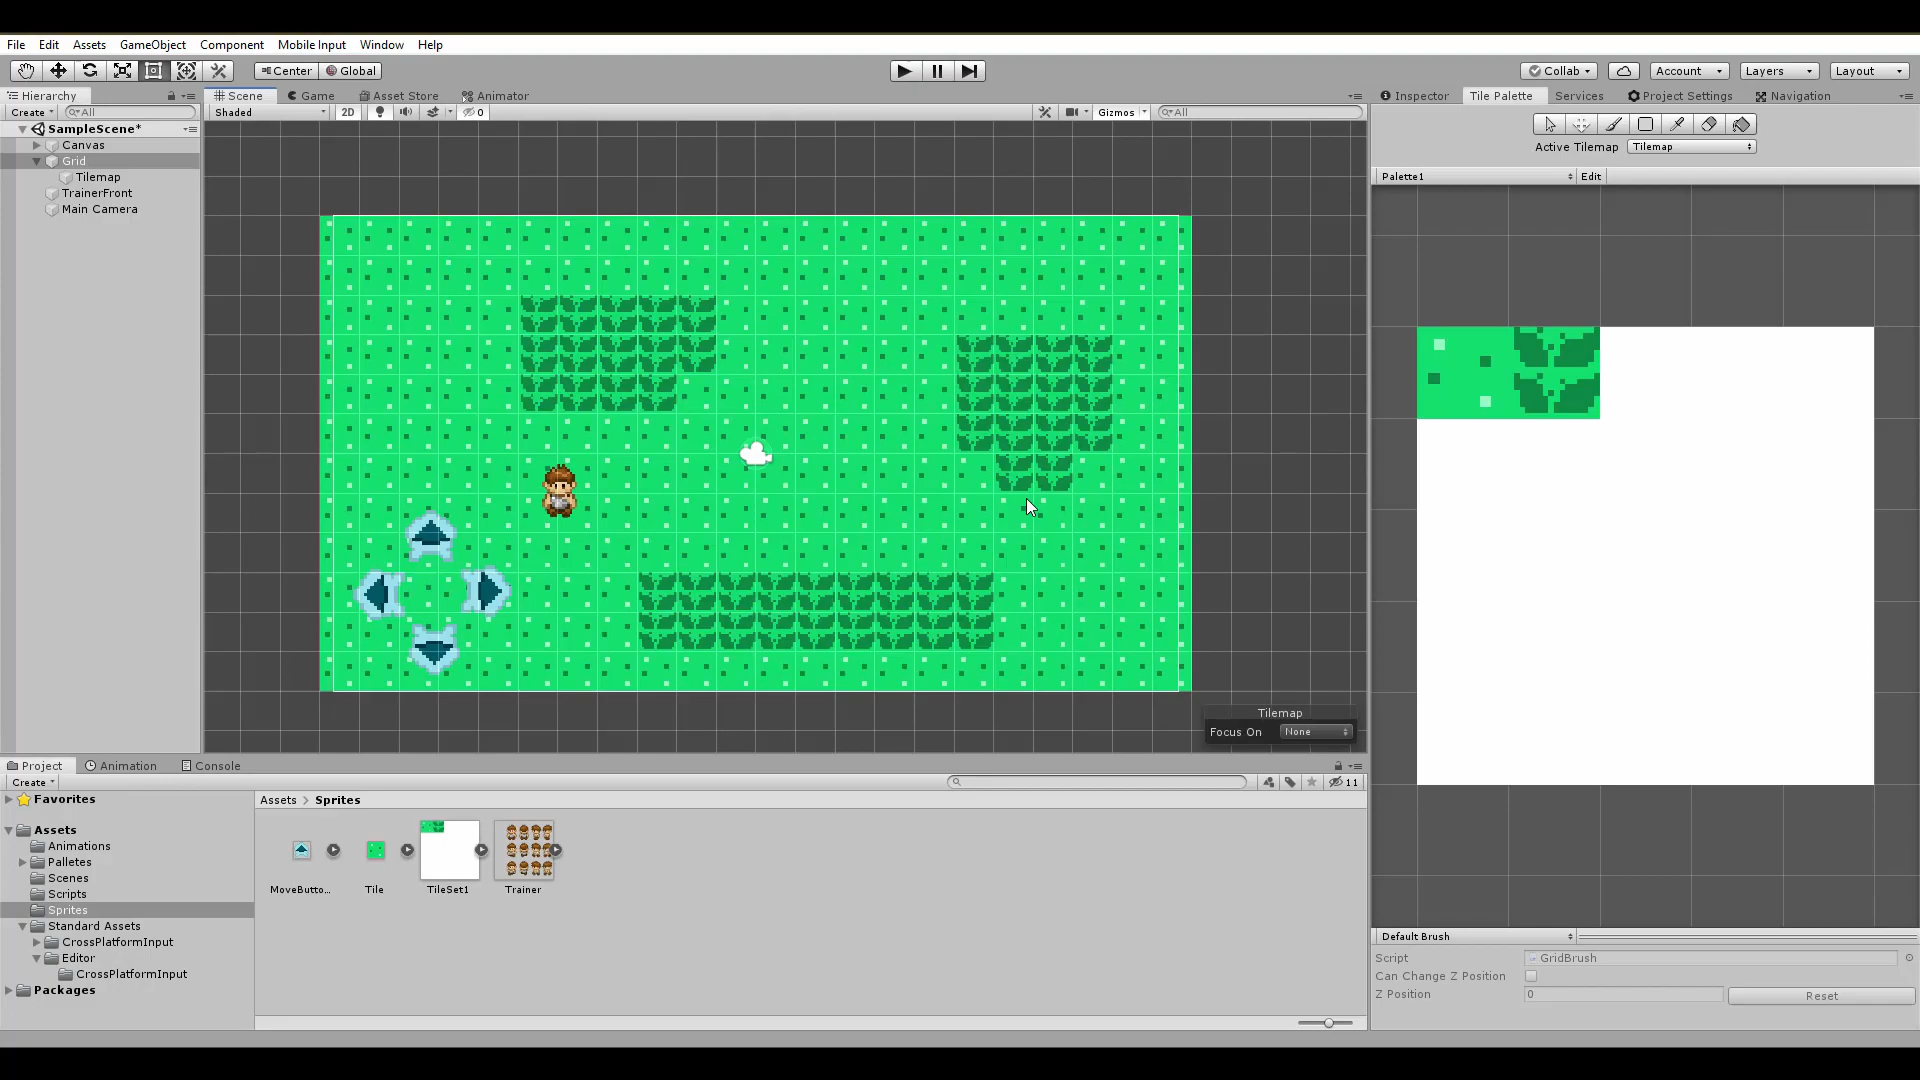 File Edit Assets GameObject Component Mobile Input Window Help
Center Global Collab Account Layers Layout
Hierarchy Scene Game Asset Store Animator Inspector Tile Palette Services Project Settings Navigation
Create All Shaded 2D 0 Gizmos All
SampleScene*
Canvas
Grid
Tilemap
TrainerFront
Main Camera
Active Tilemap Tilemap
Palette1 Edit
Tilemap
Focus On None
Project Animation Console
Create 11
Favorites
Assets
Animations
Palletes
Scenes
Scripts
Sprites
Standard Assets
CrossPlatformInput
Editor
CrossPlatformInput
Packages
Assets > Sprites
MoveButto... Tile TileSet1 Trainer
Default Brush
Script GridBrush
Can Change Z Position
Z Position 0 Reset